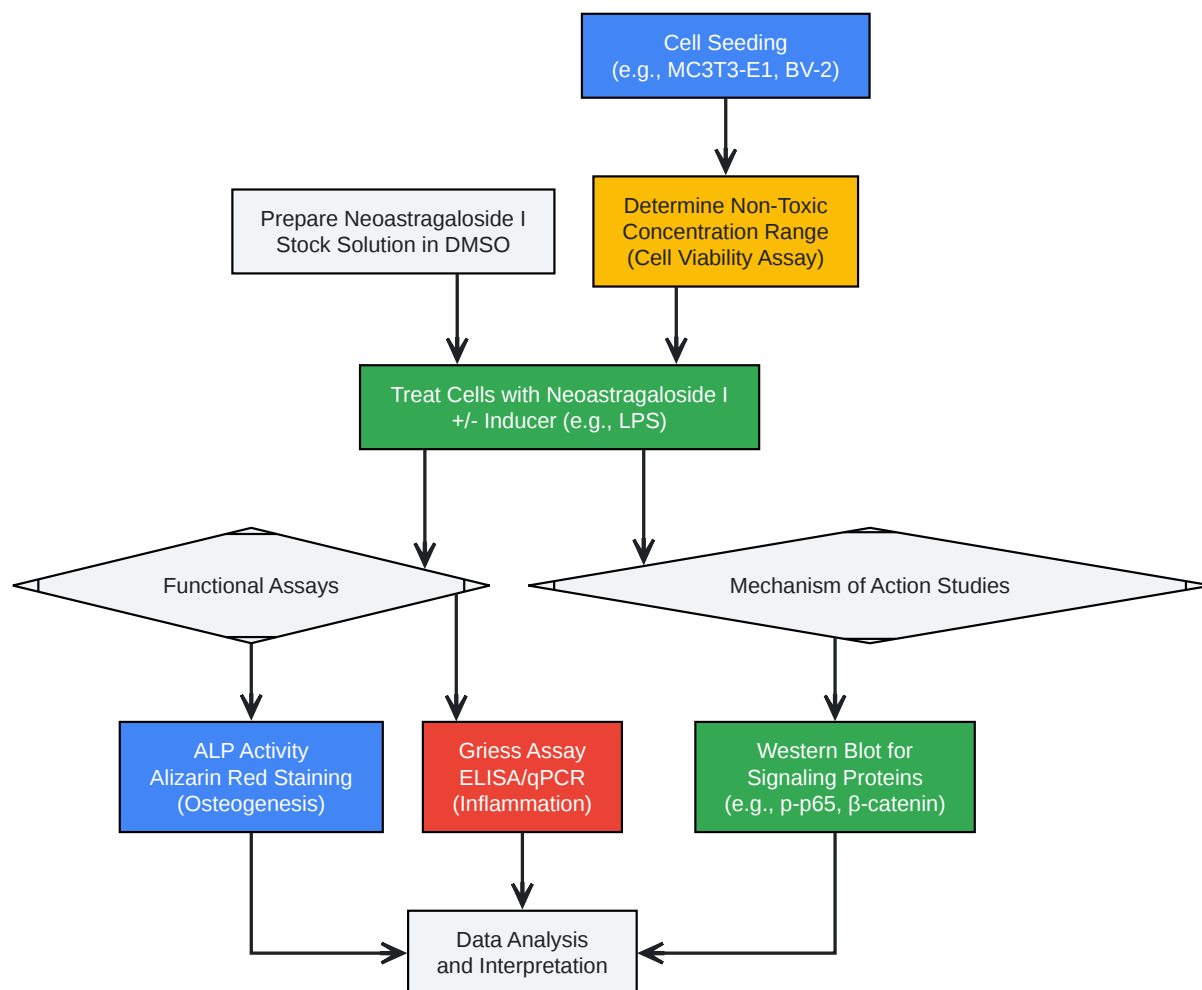 Cell Seeding
(e.g., MC3T3-E1, BV-2)
Prepare Neoastragaloside I
Stock Solution in DMSO
Determine Non-Toxic
Concentration Range
(Cell Viability Assay)
Treat Cells with Neoastragaloside I
+/- Inducer (e.g., LPS)
Functional Assays
Mechanism of Action Studies
ALP Activity
Alizarin Red Staining
(Osteogenesis)
Griess Assay
ELISA/qPCR
(Inflammation)
Western Blot for
Signaling Proteins
(e.g., p-p65, β-catenin)
Data Analysis
and Interpretation